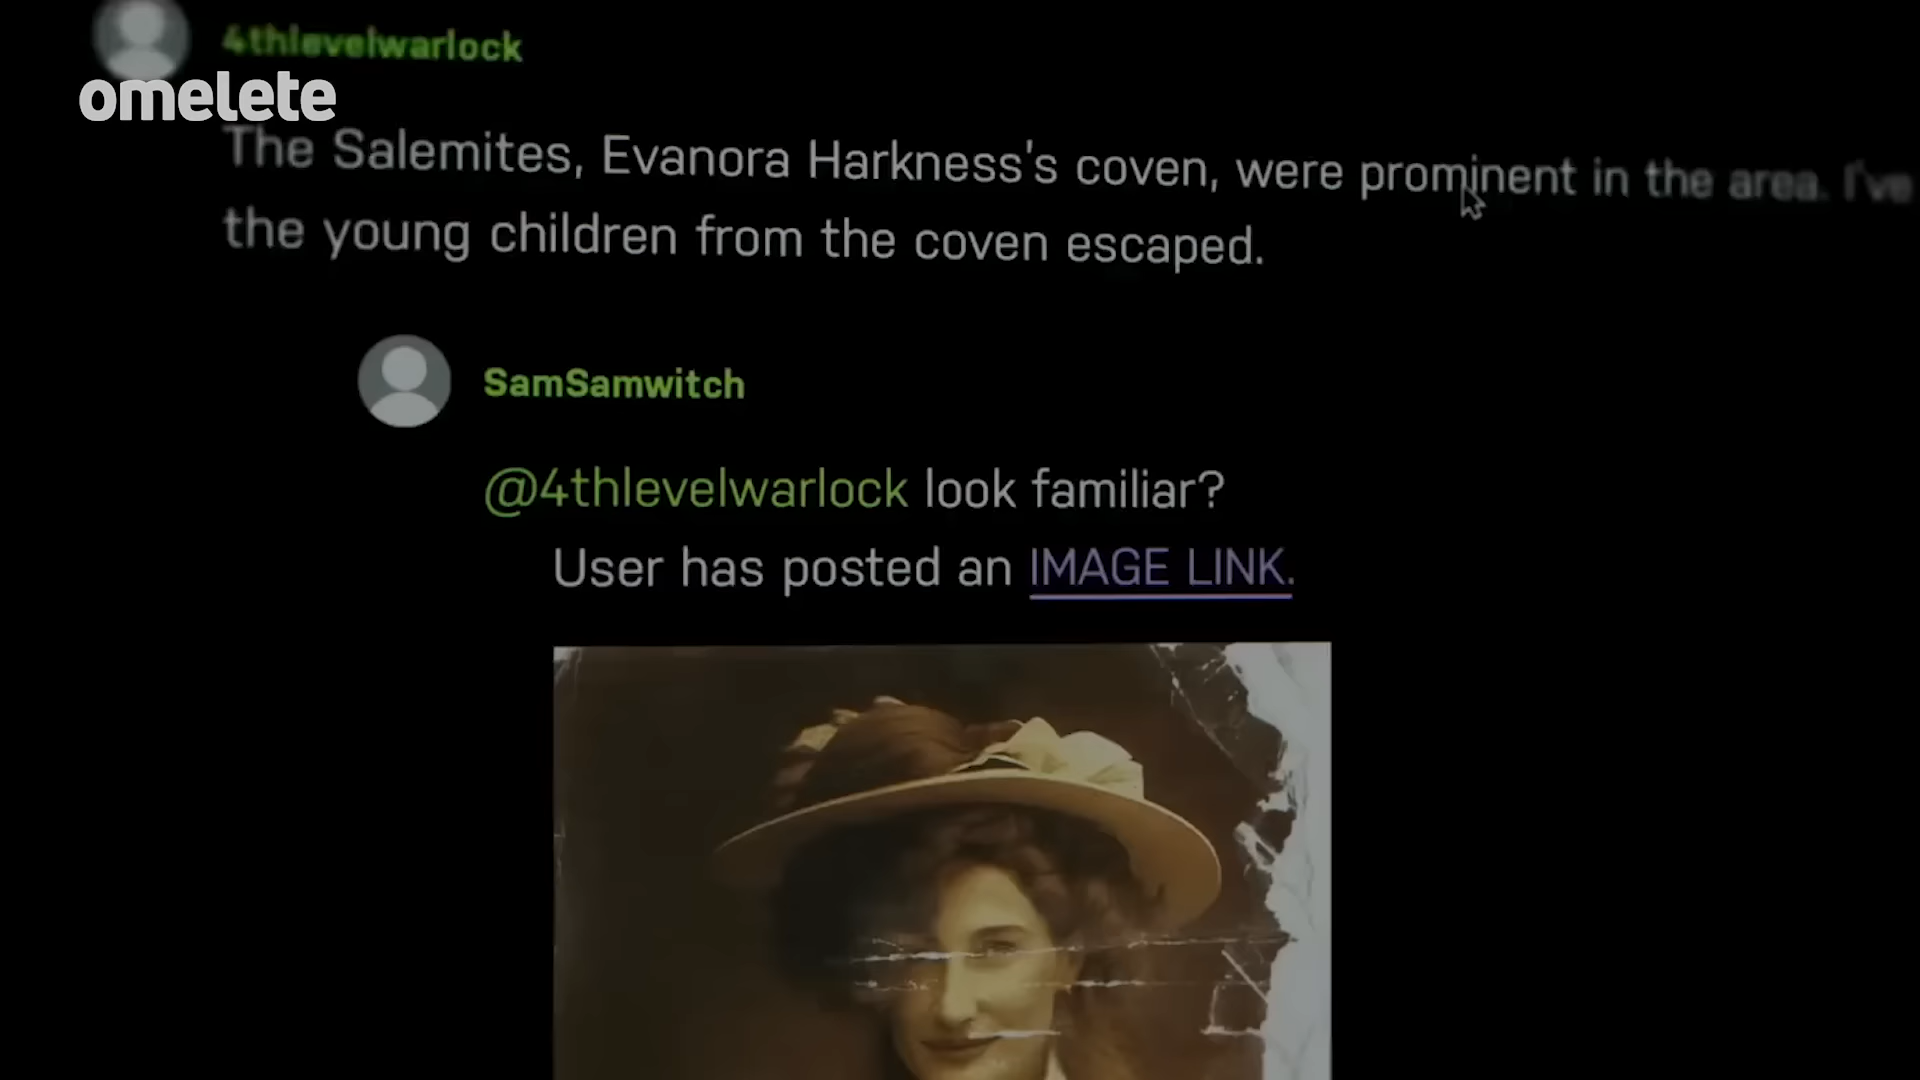 4thlevelwarlock
omelete
The Salemites, Evanora Harkness's coven, were prominent in the area. I've
the young children from the coven escaped.
SamSamwitch
@4thlevelwarlock look familiar?
User has posted an IMAGE LINK.